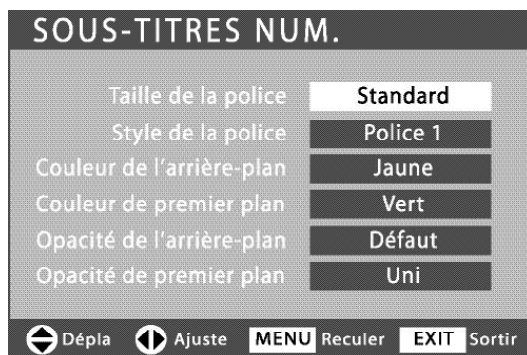 SOUS-TITRES NUM.
Taille de la police Standard
Style de la police Police 1
Couleur de l'arrière-plan Jaune
Couleur de premier plan Vert
Opacité de l'arrière-plan Défaut
Opacité de premier plan Uni
Dépla Ajuste MENU Reculer EXIT Sortir